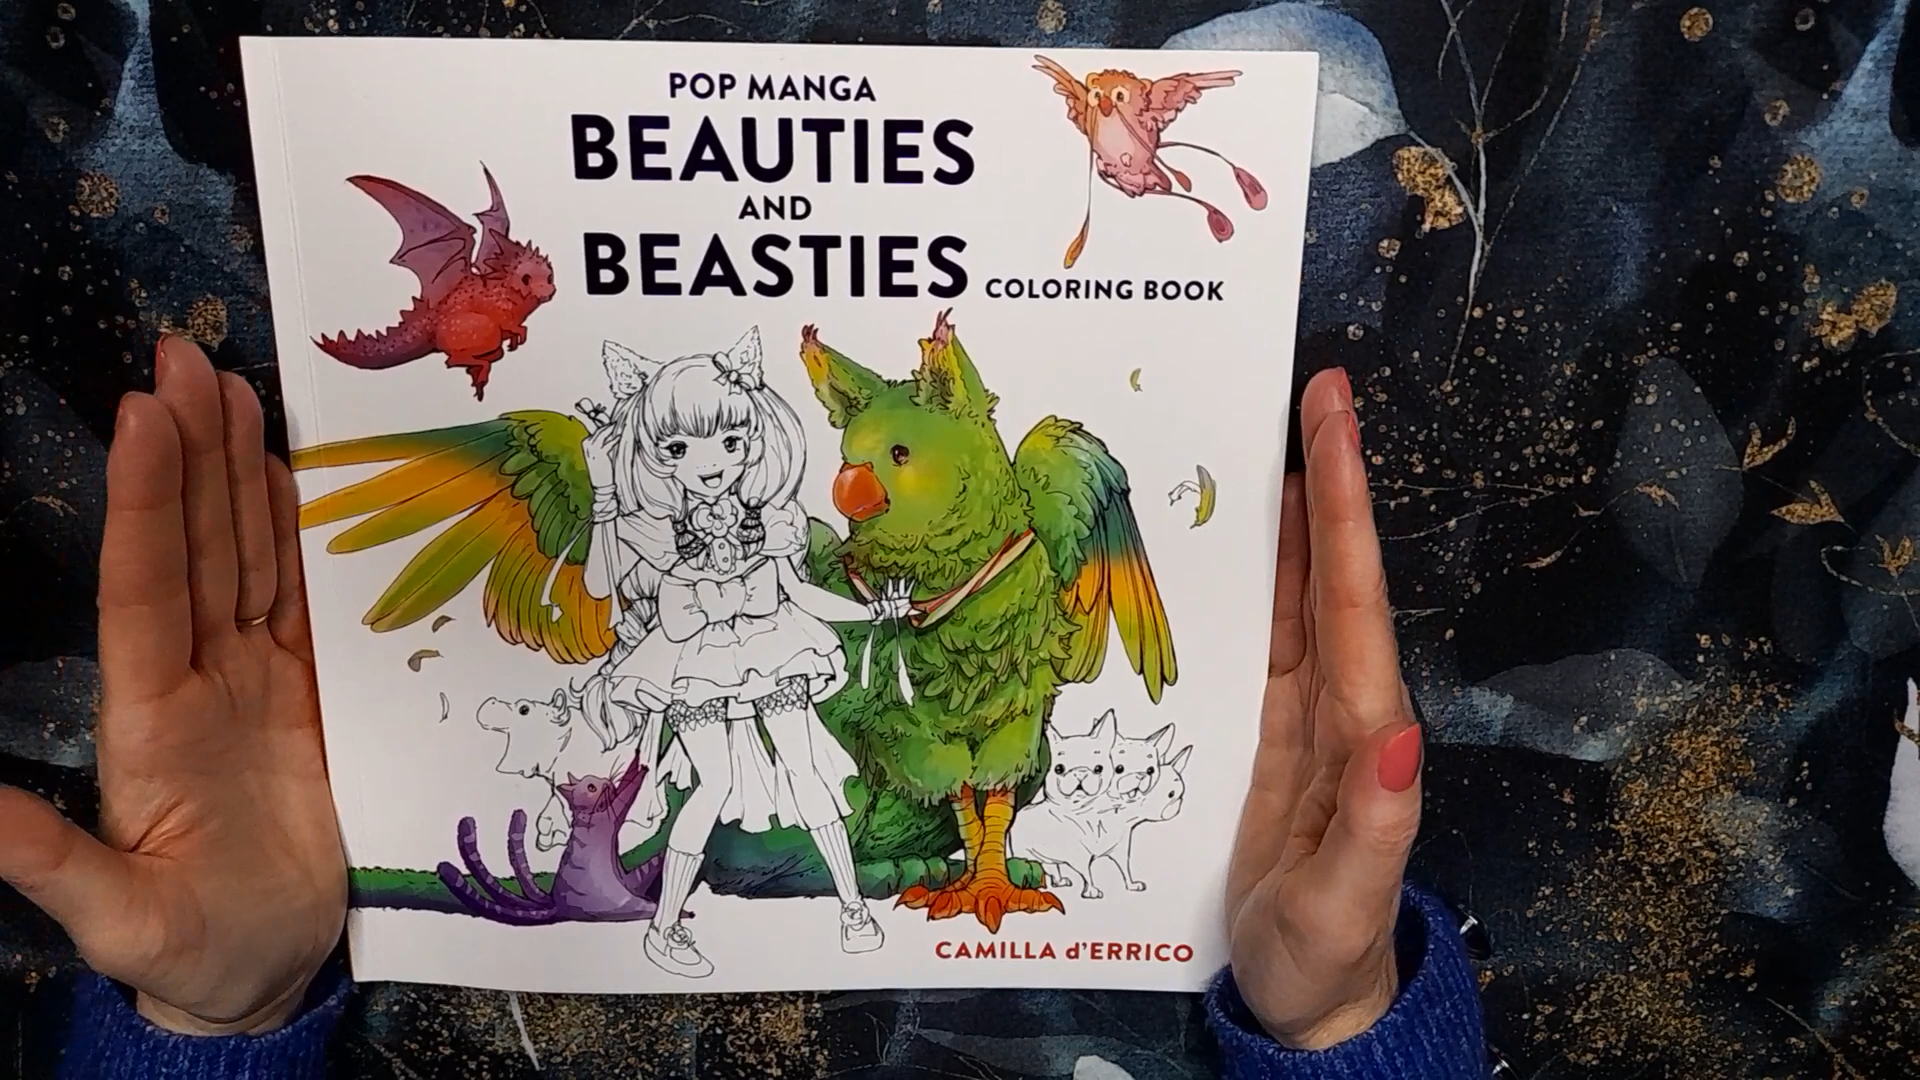 POP MANGA
BEAUTIES
AND
BEASTIES COLORING BOOK
CAMILLA d'ERRICO